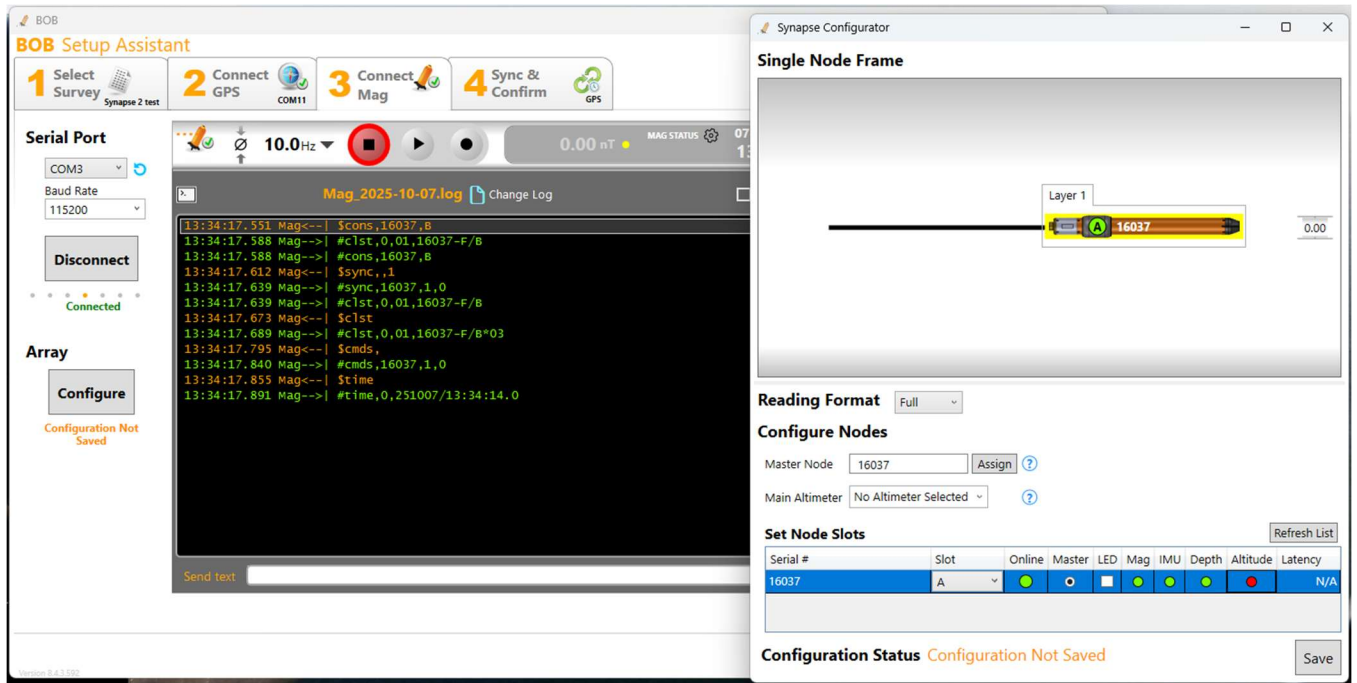 BOB
BOB Setup Assistant
1 Select Survey Synapse 2 test
2 Connect GPS COM11
3 Connect Mag
4 Sync & Confirm GPS
Serial Port
COM3
Baud Rate
115200
Disconnect
Connected
Array
Configure
Configuration Not
Saved
10.0Hz
0.00 nT
MAG STATUS
07
Mag_2025-10-07.log Change Log
13:34:17.551 Mag<--| $cons,16037,B
13:34:17.588 Mag-->| #clst,0,01,16037-F/B
13:34:17.588 Mag-->| #cons,16037,B
13:34:17.612 Mag<--| $sync,,1
13:34:17.639 Mag-->| #sync,16037,1,0
13:34:17.639 Mag-->| #clst,0,01,16037-F/B
13:34:17.673 Mag<--| $clst
13:34:17.689 Mag-->| #clst,0,01,16037-F/B*03
13:34:17.795 Mag<--| $cmds,
13:34:17.840 Mag-->| #cmds,16037,1,0
13:34:17.855 Mag<--| $time
13:34:17.891 Mag-->| #time,0,251007/13:34:14.0
Send text
Version 8.4.3.592
Synapse Configurator
Single Node Frame
Layer 1
A 16037
0.00
Reading Format Full
Configure Nodes
Master Node 16037 Assign ?
Main Altimeter No Altimeter Selected ?
Set Node Slots Refresh List
Serial # Slot Online Master LED Mag IMU Depth Altitude Latency
16037 A N/A
Configuration Status Configuration Not Saved
Save